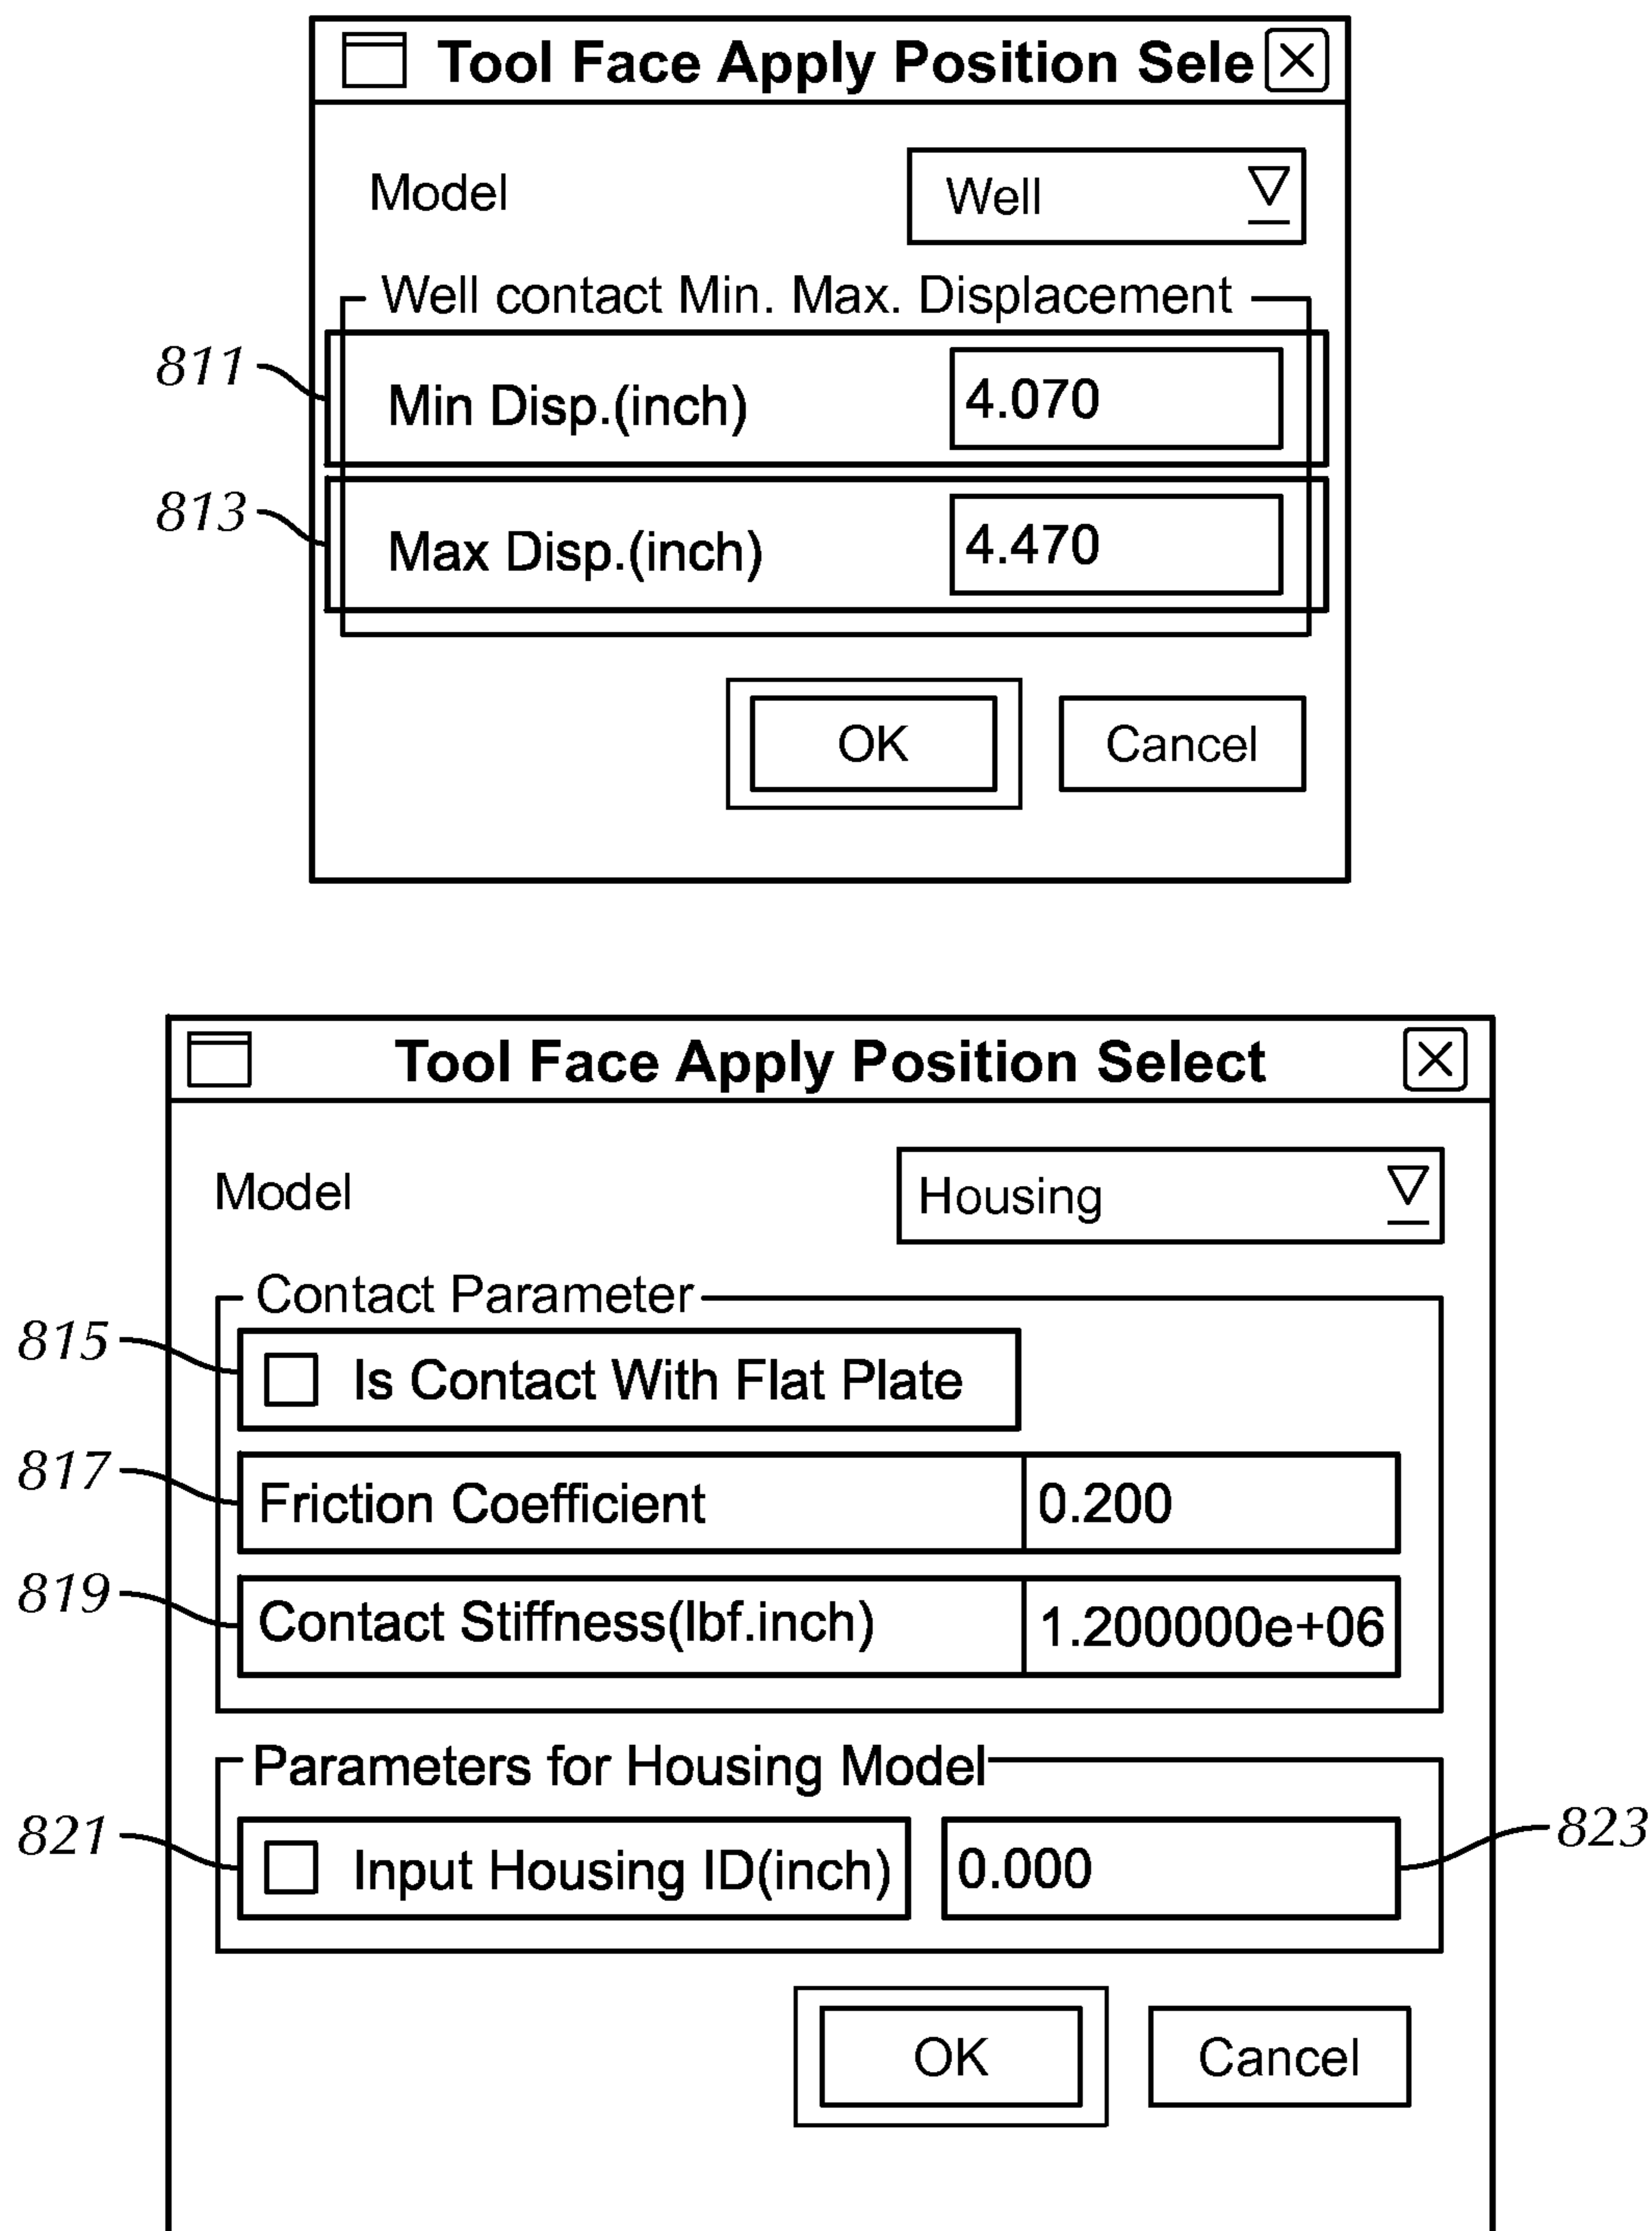 Tool Face Apply Position Sele
Model Well
Well contact Min. Max. Displacement
811 Min Disp.(inch) 4.070
813 Max Disp.(inch) 4.470
OK Cancel
Tool Face Apply Position Select
Model Housing
Contact Parameter
815 Is Contact With Flat Plate
817 Friction Coefficient 0.200
819 Contact Stiffness(lbf.inch) 1.200000e+06
Parameters for Housing Model
821 Input Housing ID(inch) 0.000 823
OK Cancel